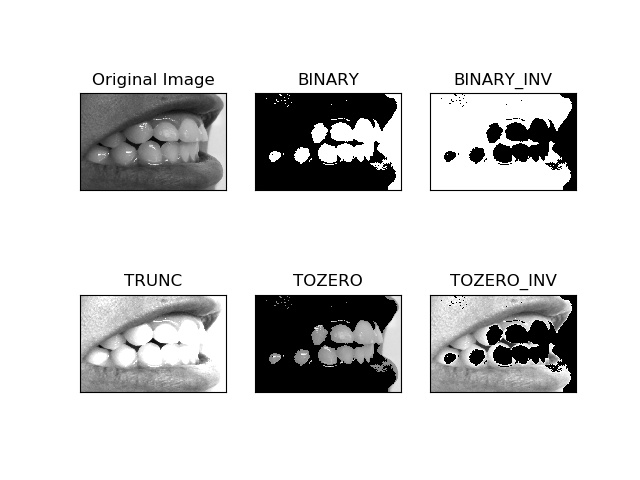 Original Image
BINARY
BINARY_INV
TRUNC
TOZERO
TOZERO_INV